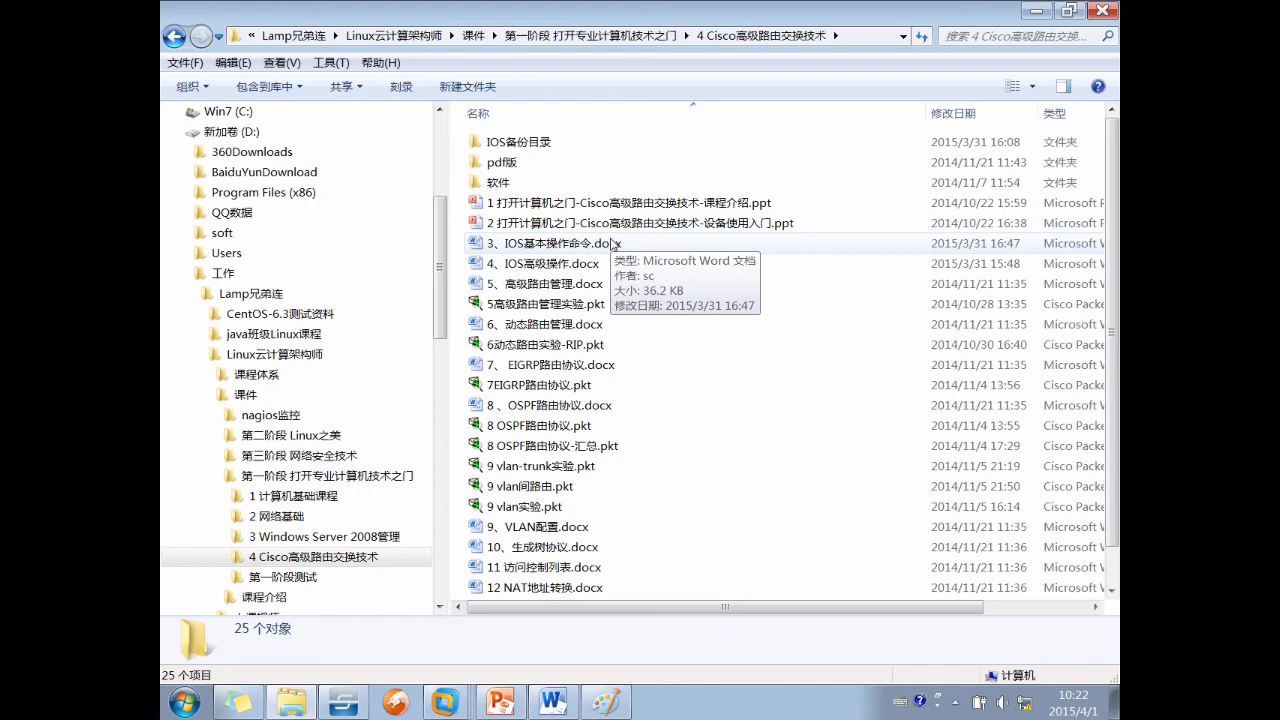 « Lamp兄弟连 Linux云计算架构师 课件 第一阶段 打开专业计算机技术之门 4 Cisco高级路由交换技术 搜索 4 Cisco高级路由交换...
文件(F) 编辑(E) 查看(V) 工具(T) 帮助(H)
组织 包含到库中 共享 刻录 新建文件夹
Win7 (C:)
新加卷 (D:)
360Downloads
BaiduYunDownload
Program Files (x86)
QQ数据
soft
Users
工作
Lamp兄弟连
CentOS-6.3测试资料
java班级Linux课程
Linux云计算架构师
课程体系
课件
nagios监控
第二阶段 Linux之美
第三阶段 网络安全技术
第一阶段 打开专业计算机技术之门
1 计算机基础课程
2 网络基础
3 Windows Server 2008管理
4 Cisco高级路由交换技术
第一阶段测试
课程介绍
名称 修改日期 类型
IOS备份目录 2015/3/31 16:08 文件夹
pdf版 2014/11/21 11:43 文件夹
软件 2014/11/7 11:54 文件夹
1 打开计算机之门-Cisco高级路由交换技术-课程介绍.ppt 2014/10/22 15:59 Microsoft P
2 打开计算机之门-Cisco高级路由交换技术-设备使用入门.ppt 2014/10/22 16:38 Microsoft P
3、IOS基本操作命令.docx 2015/3/31 16:47 Microsoft W
4、IOS高级操作.docx 2015/3/31 15:48 Microsoft W
5、高级路由管理.docx 2014/11/21 11:35 Microsoft W
5高级路由管理实验.pkt 2014/10/28 13:35 Cisco Packe
6、动态路由管理.docx 2014/11/21 11:35 Microsoft W
6动态路由实验-RIP.pkt 2014/10/30 16:40 Cisco Packe
7、 EIGRP路由协议.docx 2014/11/21 11:35 Microsoft W
7EIGRP路由协议.pkt 2014/11/4 13:56 Cisco Packe
8 、OSPF路由协议.docx 2014/11/21 11:35 Microsoft W
8 OSPF路由协议.pkt 2014/11/4 13:55 Cisco Packe
8 OSPF路由协议-汇总.pkt 2014/11/4 17:29 Cisco Packe
9 vlan-trunk实验.pkt 2014/11/5 21:19 Cisco Packe
9 vlan间路由.pkt 2014/11/5 21:50 Cisco Packe
9 vlan实验.pkt 2014/11/5 16:14 Cisco Packe
9、VLAN配置.docx 2014/11/21 11:35 Microsoft W
10、生成树协议.docx 2014/11/21 11:36 Microsoft W
11 访问控制列表.docx 2014/11/21 11:36 Microsoft W
12 NAT地址转换.docx 2014/11/21 11:36 Microsoft W
类型: Microsoft Word 文档
作者: sc
大小: 36.2 KB
修改日期: 2015/3/31 16:47
25 个对象
25 个项目 计算机
10:22
2015/4/1